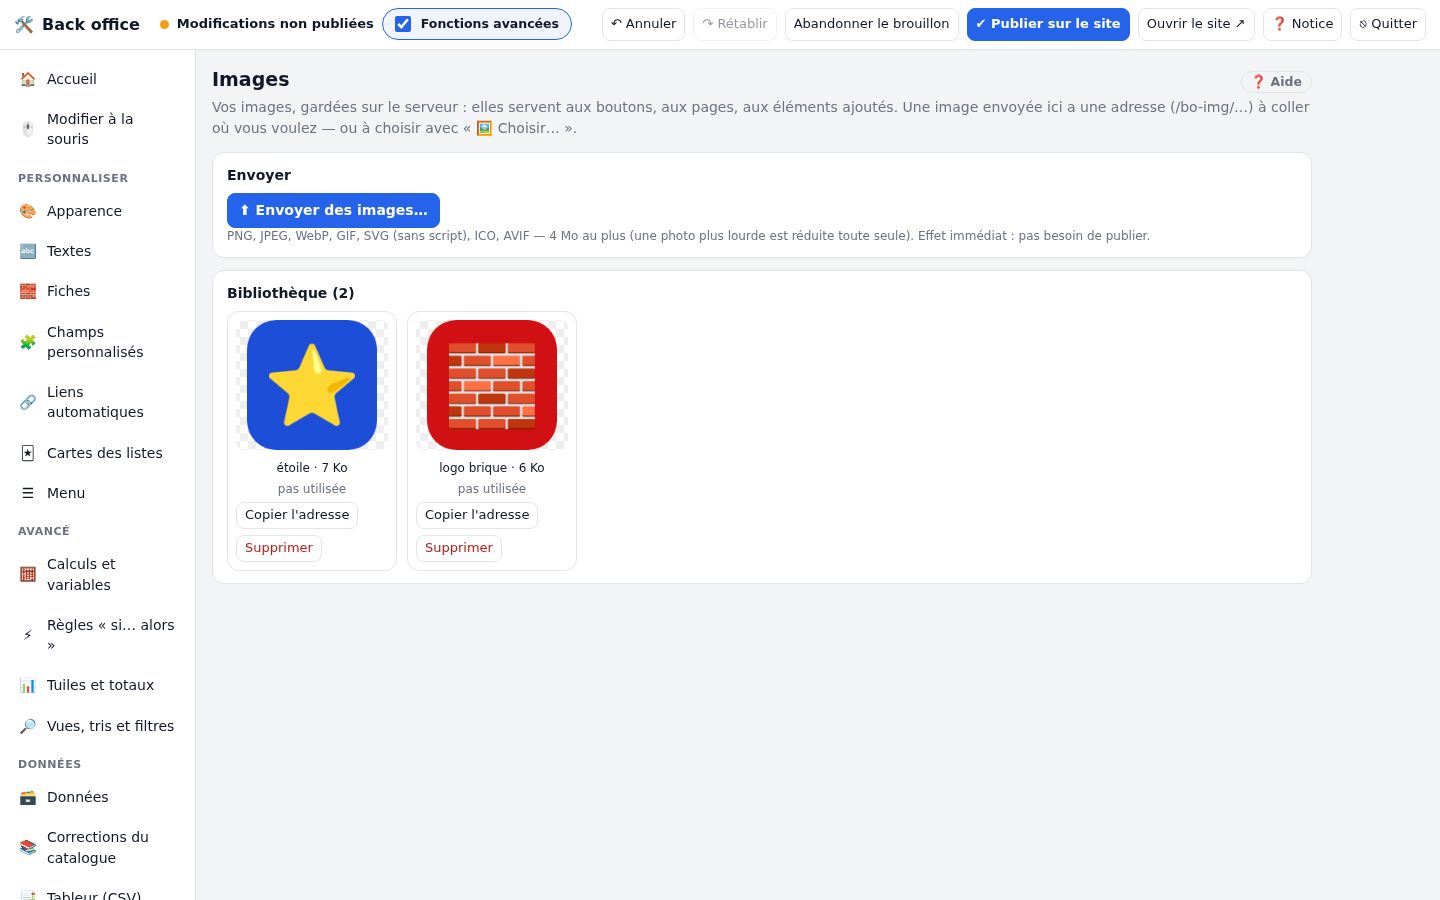 Back office
Modifications non publiées
Fonctions avancées
↶ Annuler
↷ Rétablir
Abandonner le brouillon
✔ Publier sur le site
Ouvrir le site ↗
❓ Notice
⎋ Quitter
Accueil
Modifier à la
souris
PERSONNALISER
Apparence
Textes
Fiches
Champs
personnalisés
Liens
automatiques
Cartes des listes
Menu
AVANCÉ
Calculs et
variables
Règles « si… alors
»
Tuiles et totaux
Vues, tris et filtres
DONNÉES
Données
Corrections du
catalogue
Tableur (CSV)
Images
❓ Aide
Vos images, gardées sur le serveur : elles servent aux boutons, aux pages, aux éléments ajoutés. Une image envoyée ici a une adresse (/bo-img/…) à coller
où vous voulez — ou à choisir avec « 🖼️ Choisir… ».
Envoyer
⬆ Envoyer des images…
PNG, JPEG, WebP, GIF, SVG (sans script), ICO, AVIF — 4 Mo au plus (une photo plus lourde est réduite toute seule). Effet immédiat : pas besoin de publier.
Bibliothèque (2)
étoile · 7 Ko
pas utilisée
Copier l'adresse
Supprimer
logo brique · 6 Ko
pas utilisée
Copier l'adresse
Supprimer